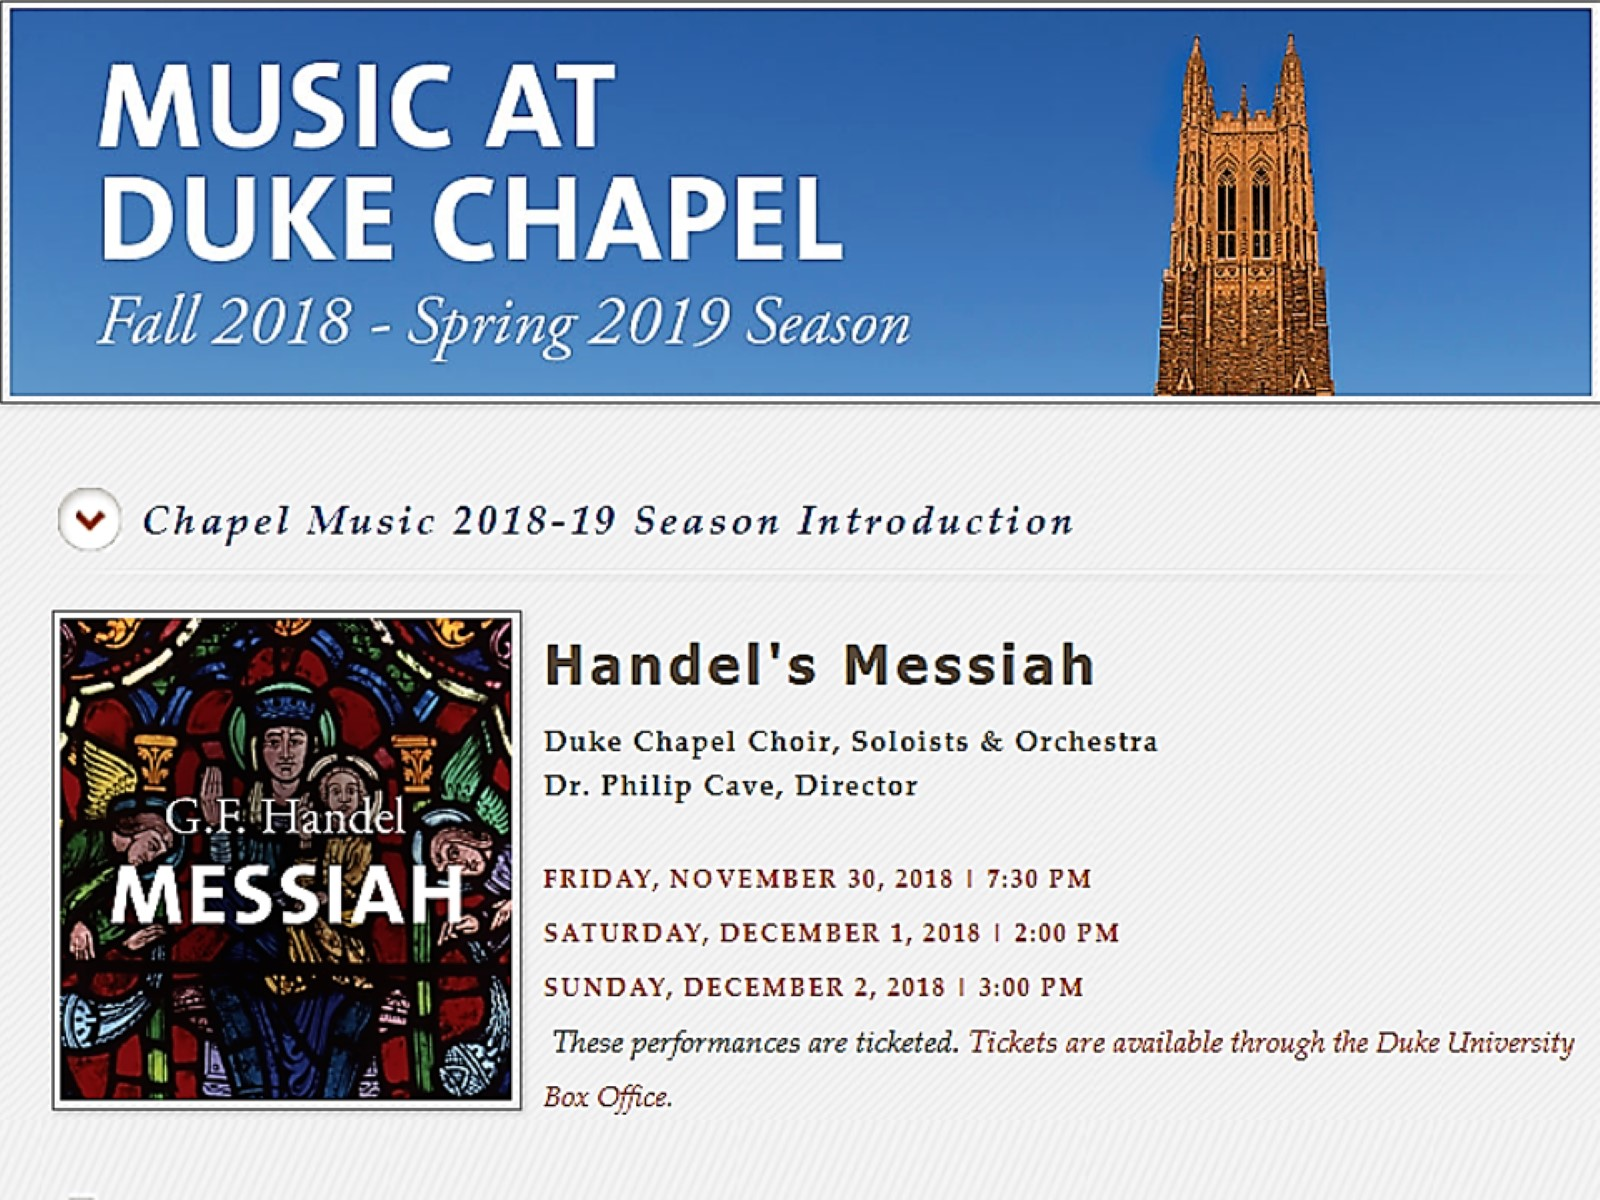 MUSIC AT
DUKE CHAPEL
Fall 2018 - Spring 2019 Season
Chapel Music 2018-19 Season Introduction
G.F. Handel
MESSIAH
Handel's Messiah
Duke Chapel Choir, Soloists & Orchestra
Dr. Philip Cave, Director
FRIDAY, NOVEMBER 30, 2018 | 7:30 PM
SATURDAY, DECEMBER 1, 2018 | 2:00 PM
SUNDAY, DECEMBER 2, 2018 | 3:00 PM
These performances are ticketed. Tickets are available through the Duke University
Box Office.